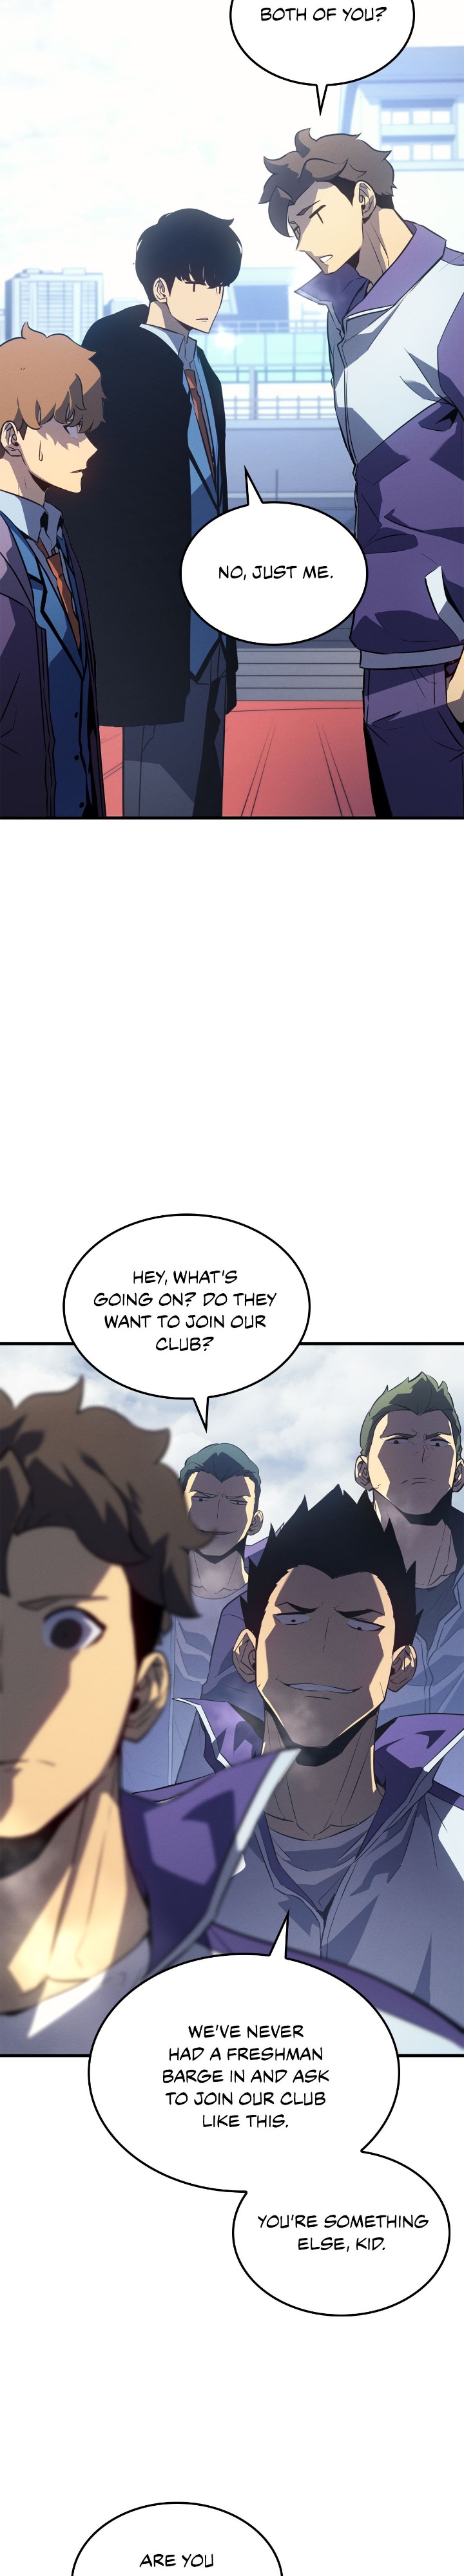 BOTH OF YOU?
NO, JUST ME.
HEY, WHAT'S
GOING ON? DO THEY
WANT TO JOIN OUR
CLUB?
WE'VE NEVER
HAD A FRESHMAN
BARGE IN AND ASK
TO JOIN OUR CLUB
LIKE THIS.
YOU'RE SOMETHING
ELSE, KID.
ARE YOU